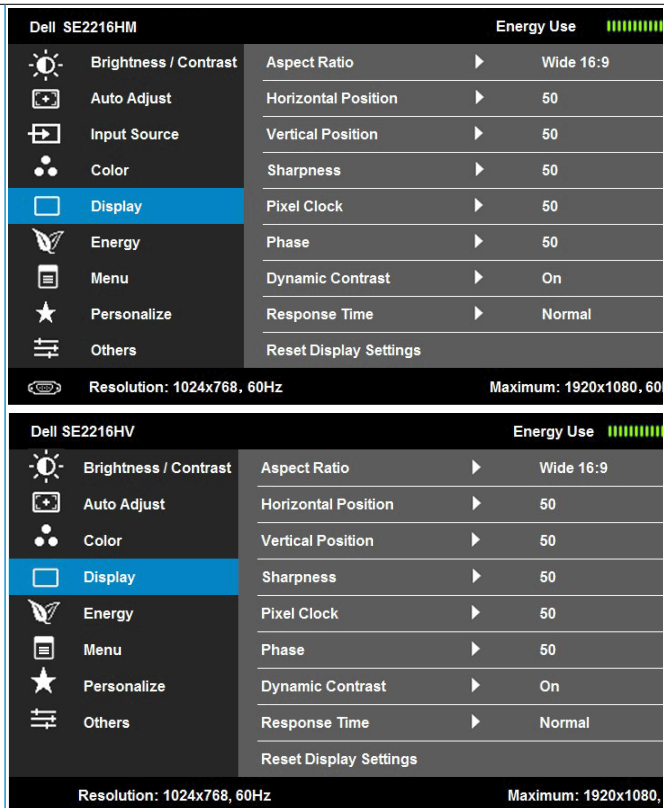 Dell SE2216HM Energy Use
Brightness / Contrast Aspect Ratio Wide 16:9
Auto Adjust Horizontal Position 50
Input Source Vertical Position 50
Color Sharpness 50
Display Pixel Clock 50
Energy Phase 50
Menu Dynamic Contrast On
Personalize Response Time Normal
Others Reset Display Settings
Resolution: 1024x768, 60Hz Maximum: 1920x1080, 60
Dell SE2216HV Energy Use
Brightness / Contrast Aspect Ratio Wide 16:9
Auto Adjust Horizontal Position 50
Color Vertical Position 50
Display Sharpness 50
Energy Pixel Clock 50
Menu Phase 50
Personalize Dynamic Contrast On
Others Response Time Normal
Reset Display Settings
Resolution: 1024x768, 60Hz Maximum: 1920x1080,